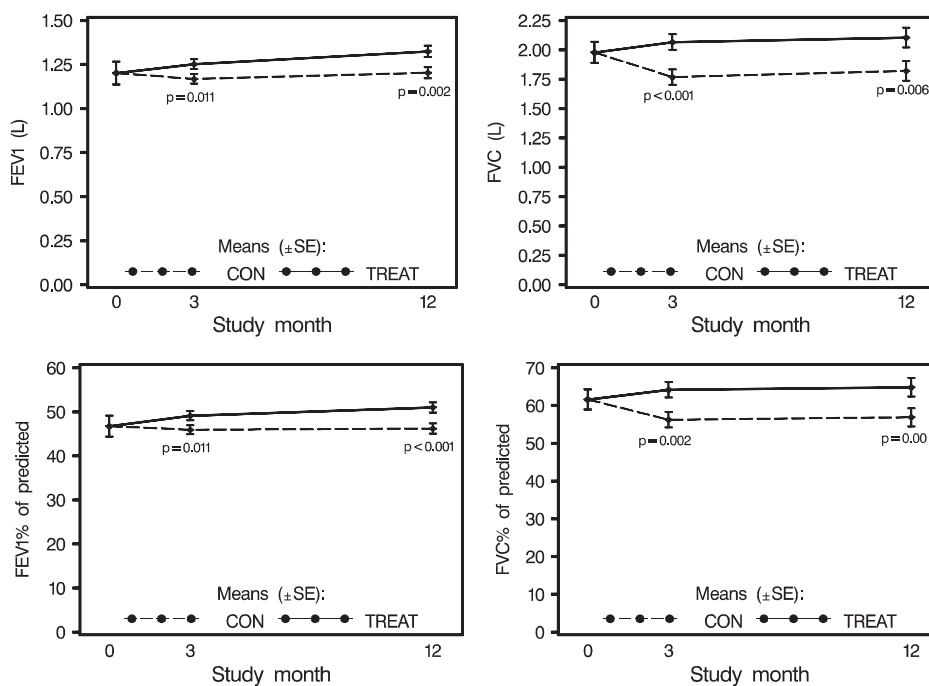 1.50
1.25
1.00
0.75
0.50
0.25
0.00
FEV1 (L)
p=0.011
p=0.002
Means (±SE):
CON TREAT
0 3 12
Study month
2.25
2.00
1.75
1.50
1.25
1.00
0.75
0.50
0.25
0.00
FVC (L)
p<0.001
p=0.006
Means (±SE):
CON TREAT
0 3 12
Study month
60
50
40
30
20
10
0
FEV1% of predicted
p=0.011
p<0.001
Means (±SE):
CON TREAT
0 3 12
Study month
70
60
50
40
30
20
10
0
FVC% of predicted
p=0.002
p=0.00
Means (±SE):
CON TREAT
0 3 12
Study month